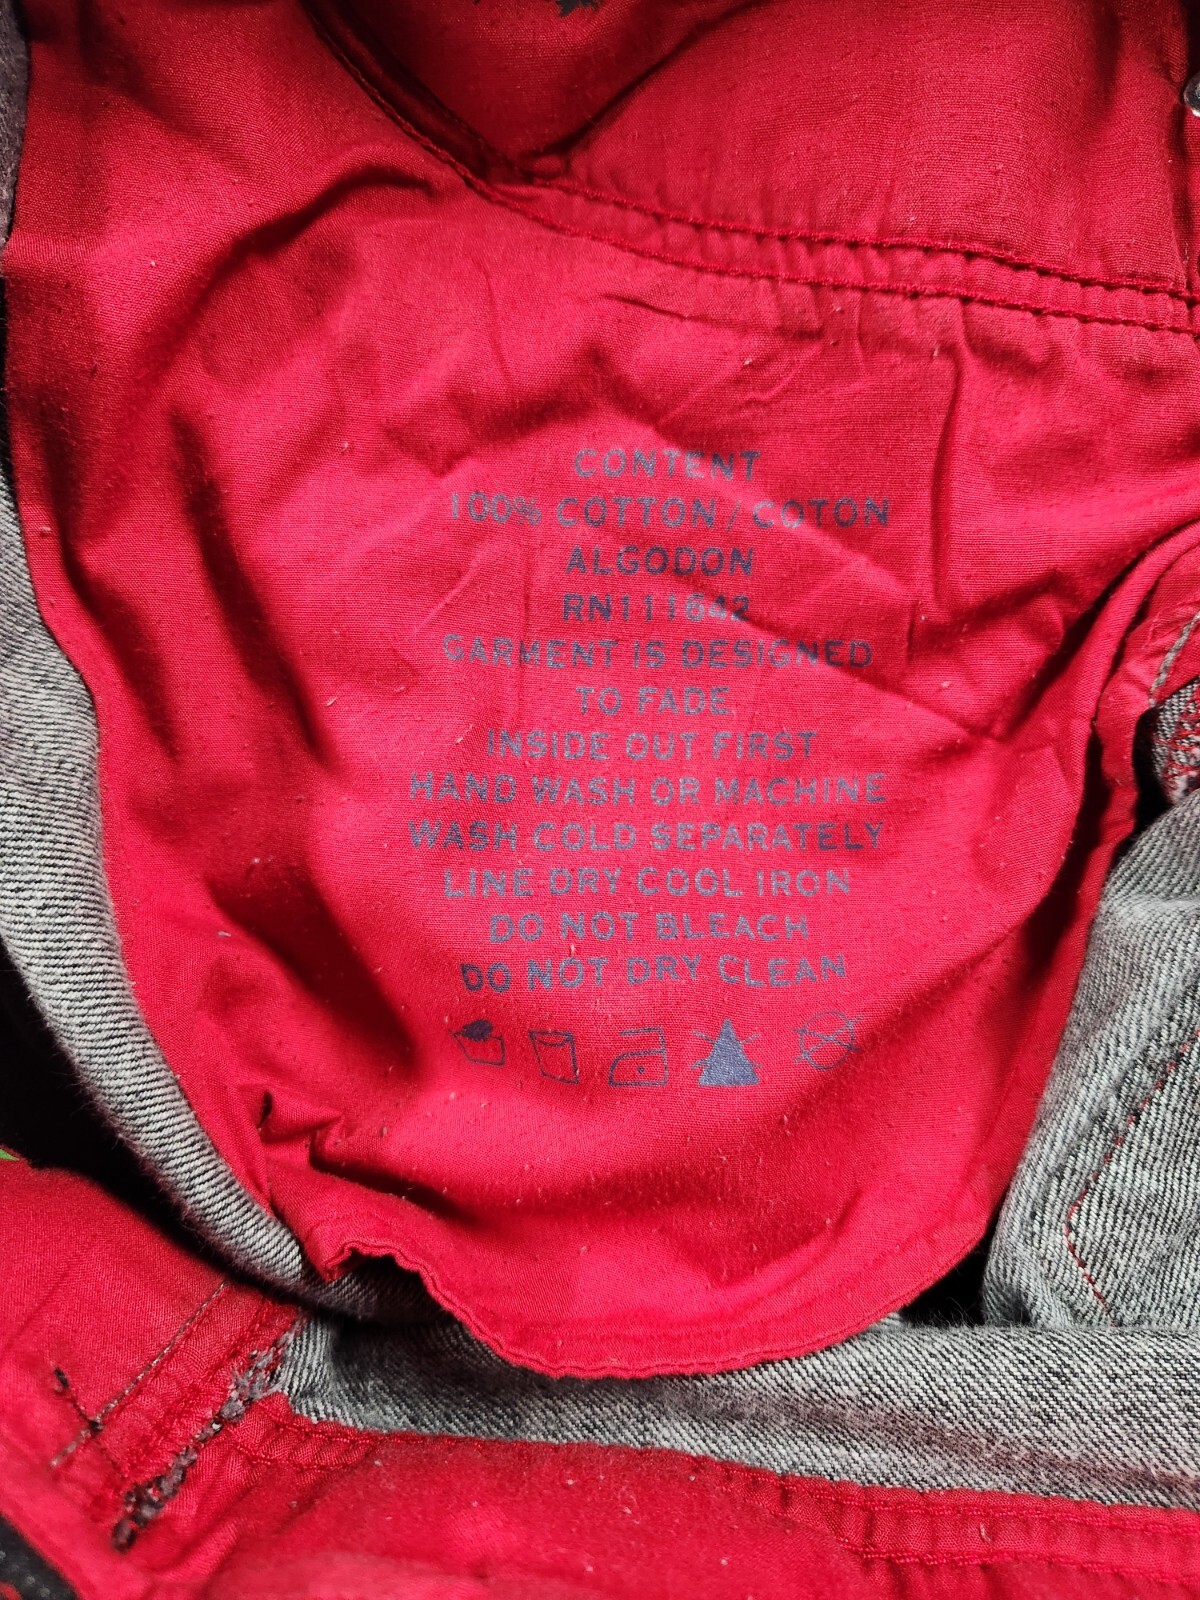 CONTENT
100% COTTON / COTON
ALGODON
RN111642
GARMENT IS DESIGNED
TO FADE
INSIDE OUT FIRST
HAND WASH OR MACHINE
WASH COLD SEPARATELY
LINE DRY COOL IRON
DO NOT BLEACH
DO NOT DRY CLEAN